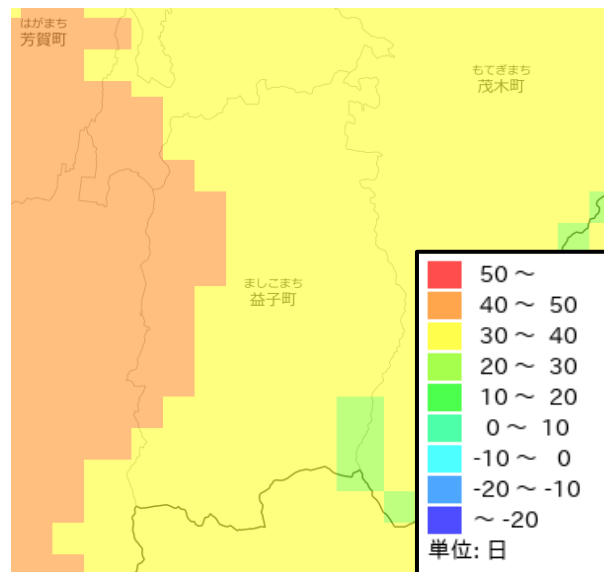 はがまち
芳賀町
もてぎまち
茂木町
ましこまち
益子町
50～
40～ 50
30～ 40
20～ 30
10～ 20
0～ 10
-10～ 0
-20～ -10
～ -20
単位: 日